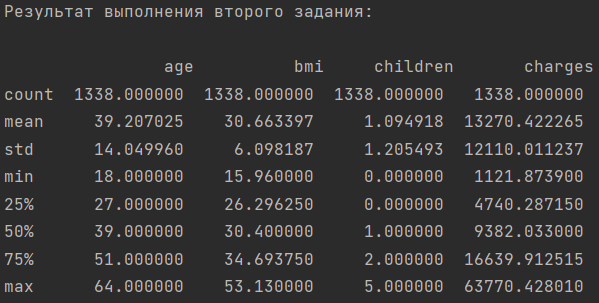 Результат выполнения второго задания:
age bmi children charges
count 1338.000000 1338.000000 1338.000000 1338.000000
mean 39.207025 30.663397 1.094918 13270.422265
std 14.049960 6.098187 1.205493 12110.011237
min 18.000000 15.960000 0.000000 1121.873900
25% 27.000000 26.296250 0.000000 4740.287150
50% 39.000000 30.400000 1.000000 9382.033000
75% 51.000000 34.693750 2.000000 16639.912515
max 64.000000 53.130000 5.000000 63770.428010